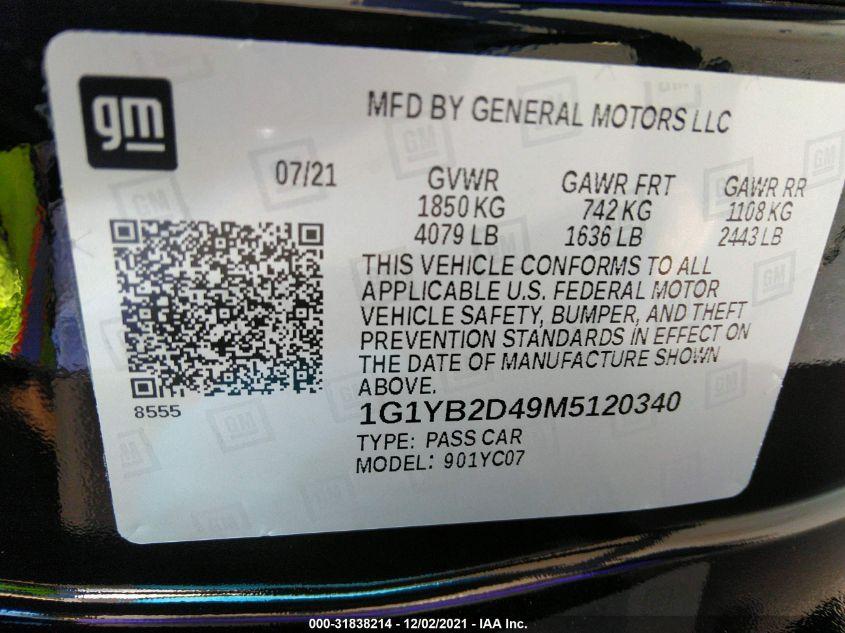 gm
MFD BY GENERAL MOTORS LLC
07/21 GVWR GAWR FRT GAWR RR
1850 KG 742 KG 1108 KG
4079 LB 1636 LB 2443 LB
THIS VEHICLE CONFORMS TO ALL
APPLICABLE U.S. FEDERAL MOTOR
VEHICLE SAFETY, BUMPER, AND THEFT
PREVENTION STANDARDS IN EFFECT ON
THE DATE OF MANUFACTURE SHOWN
ABOVE.
8555
1G1YB2D49M5120340
TYPE: PASS CAR
MODEL: 901YC07
000-31838214 - 12/02/2021 - IAA Inc.